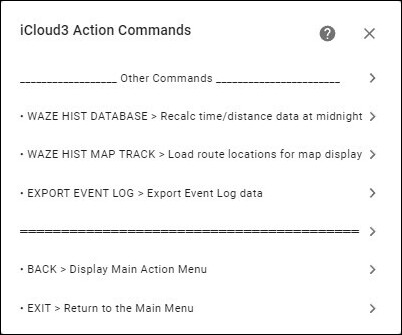 iCloud3 Action Commands
__________________ Other Commands _______________________
• WAZE HIST DATABASE > Recalc time/distance data at midnight
• WAZE HIST MAP TRACK > Load route locations for map display
• EXPORT EVENT LOG > Export Event Log data
==========================================
• BACK > Display Main Action Menu
• EXIT > Return to the Main Menu